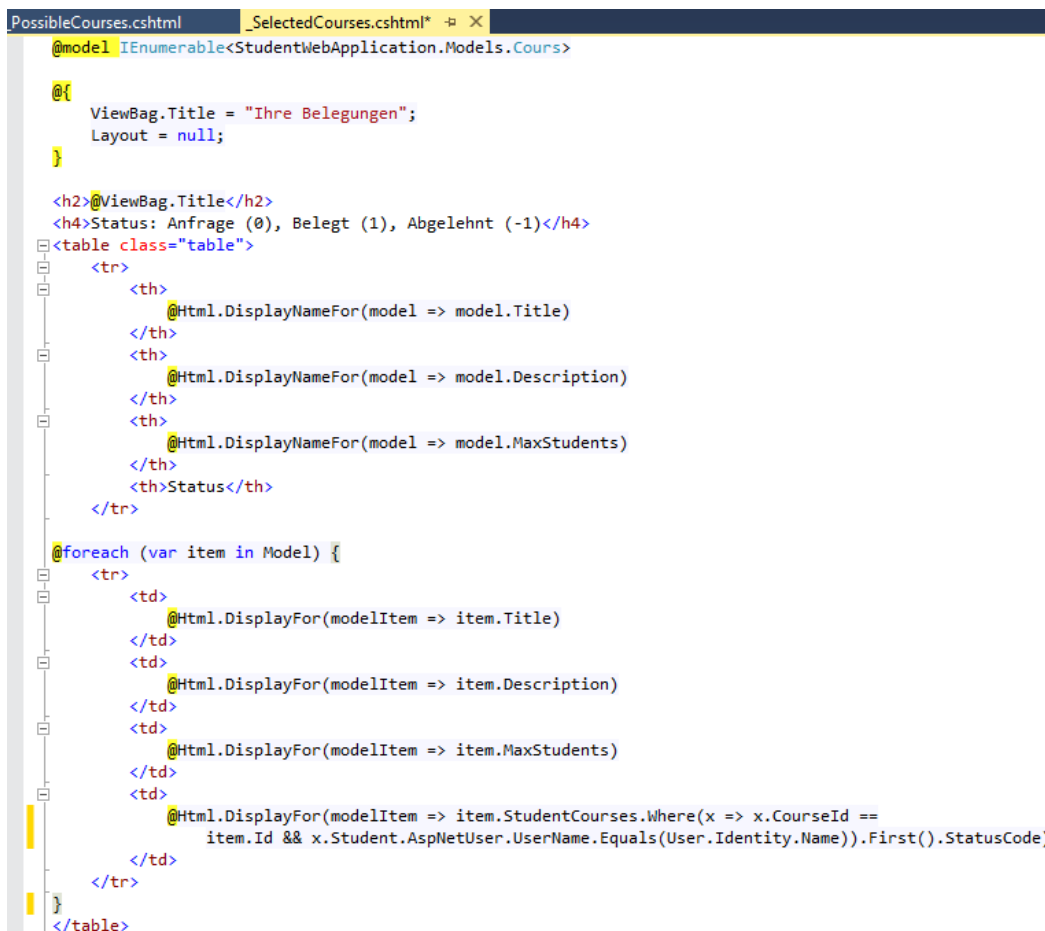 _PossibleCourses.cshtml _SelectedCourses.cshtml*
@model IEnumerable<StudentWebApplication.Models.Cours>
@{
    ViewBag.Title = "Ihre Belegungen";
    Layout = null;
}
<h2>@ViewBag.Title</h2>
<h4>Status: Anfrage (0), Belegt (1), Abgelehnt (-1)</h4>
<table class="table">
    <tr>
        <th>
            @Html.DisplayNameFor(model => model.Title)
        </th>
        <th>
            @Html.DisplayNameFor(model => model.Description)
        </th>
        <th>
            @Html.DisplayNameFor(model => model.MaxStudents)
        </th>
        <th>Status</th>
    </tr>
@foreach (var item in Model) {
    <tr>
        <td>
            @Html.DisplayFor(modelItem => item.Title)
        </td>
        <td>
            @Html.DisplayFor(modelItem => item.Description)
        </td>
        <td>
            @Html.DisplayFor(modelItem => item.MaxStudents)
        </td>
        <td>
            @Html.DisplayFor(modelItem => item.StudentCourses.Where(x => x.CourseId ==
                item.Id && x.Student.AspNetUser.UserName.Equals(User.Identity.Name)).First().StatusCode)
        </td>
    </tr>
}
</table>